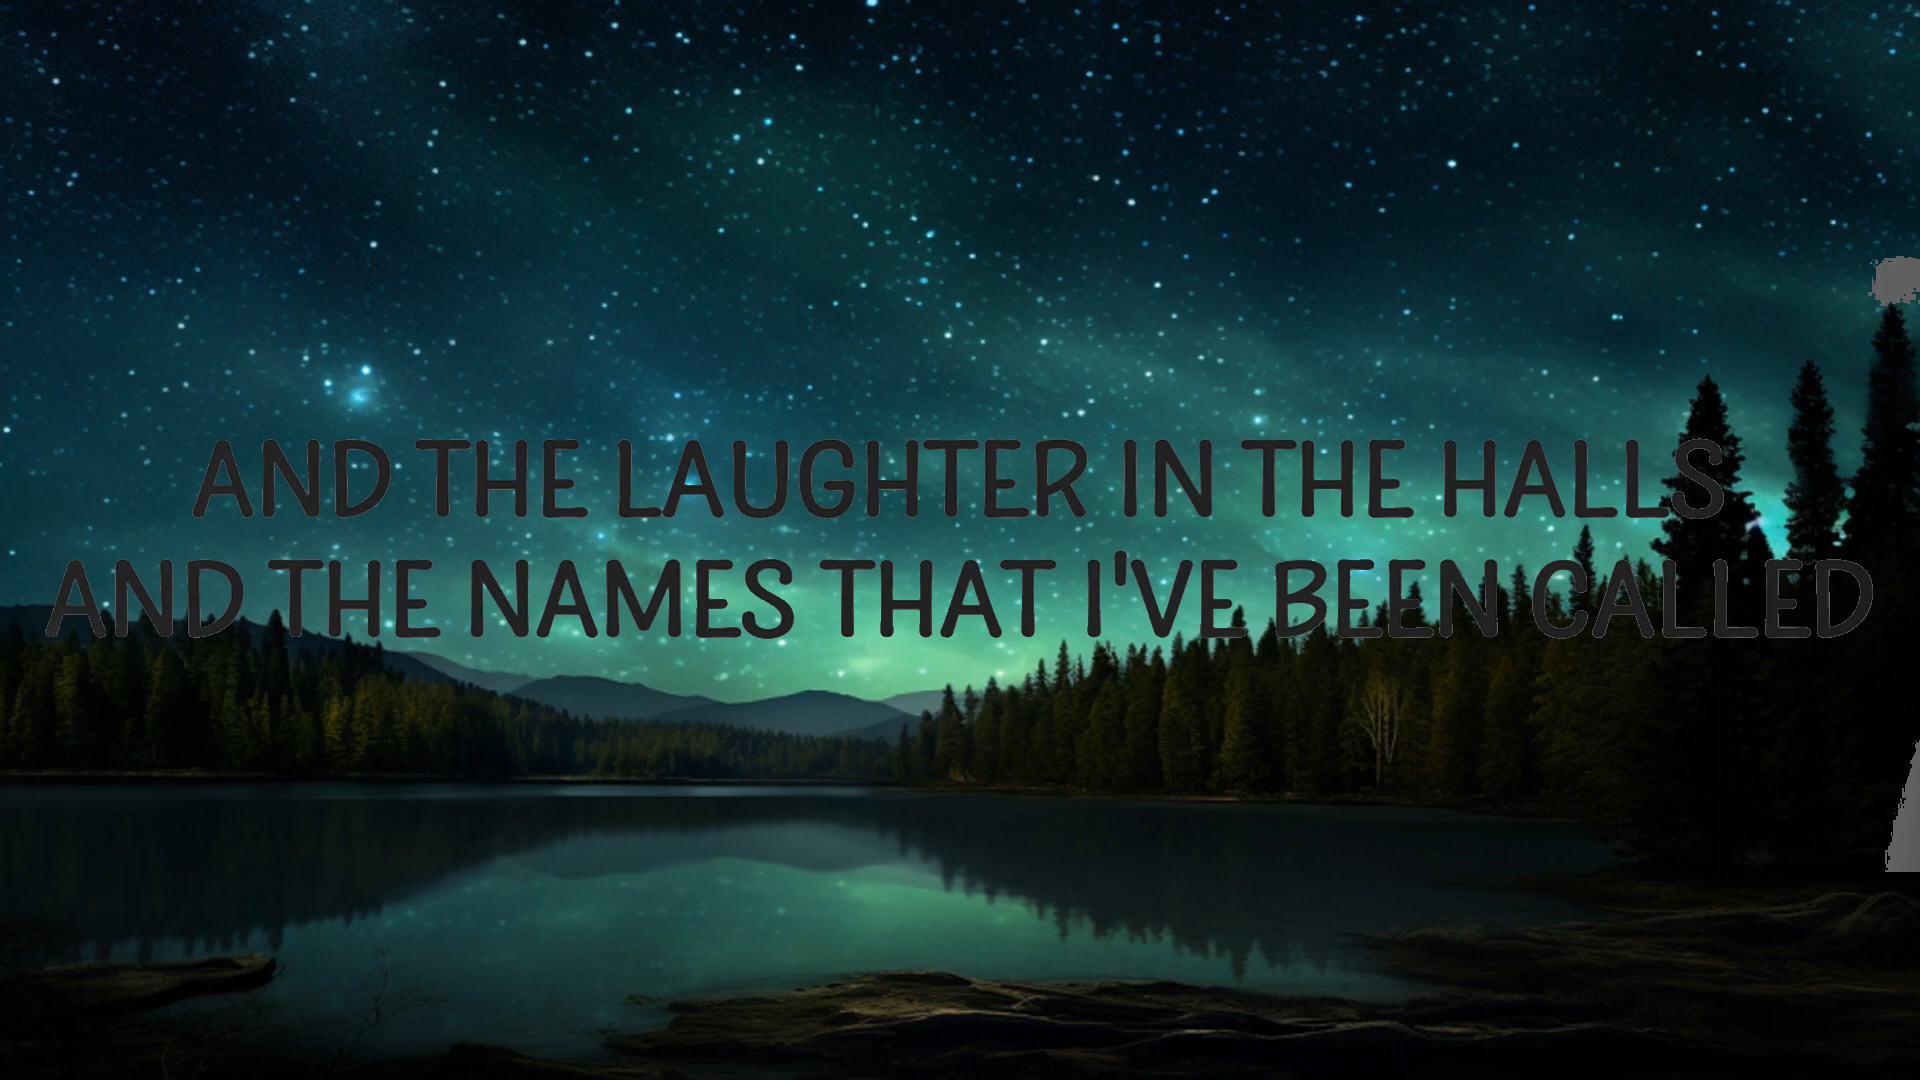 AND THE LAUGHTER IN THE HALLS
AND THE NAMES THAT I'VE BEEN CALLED